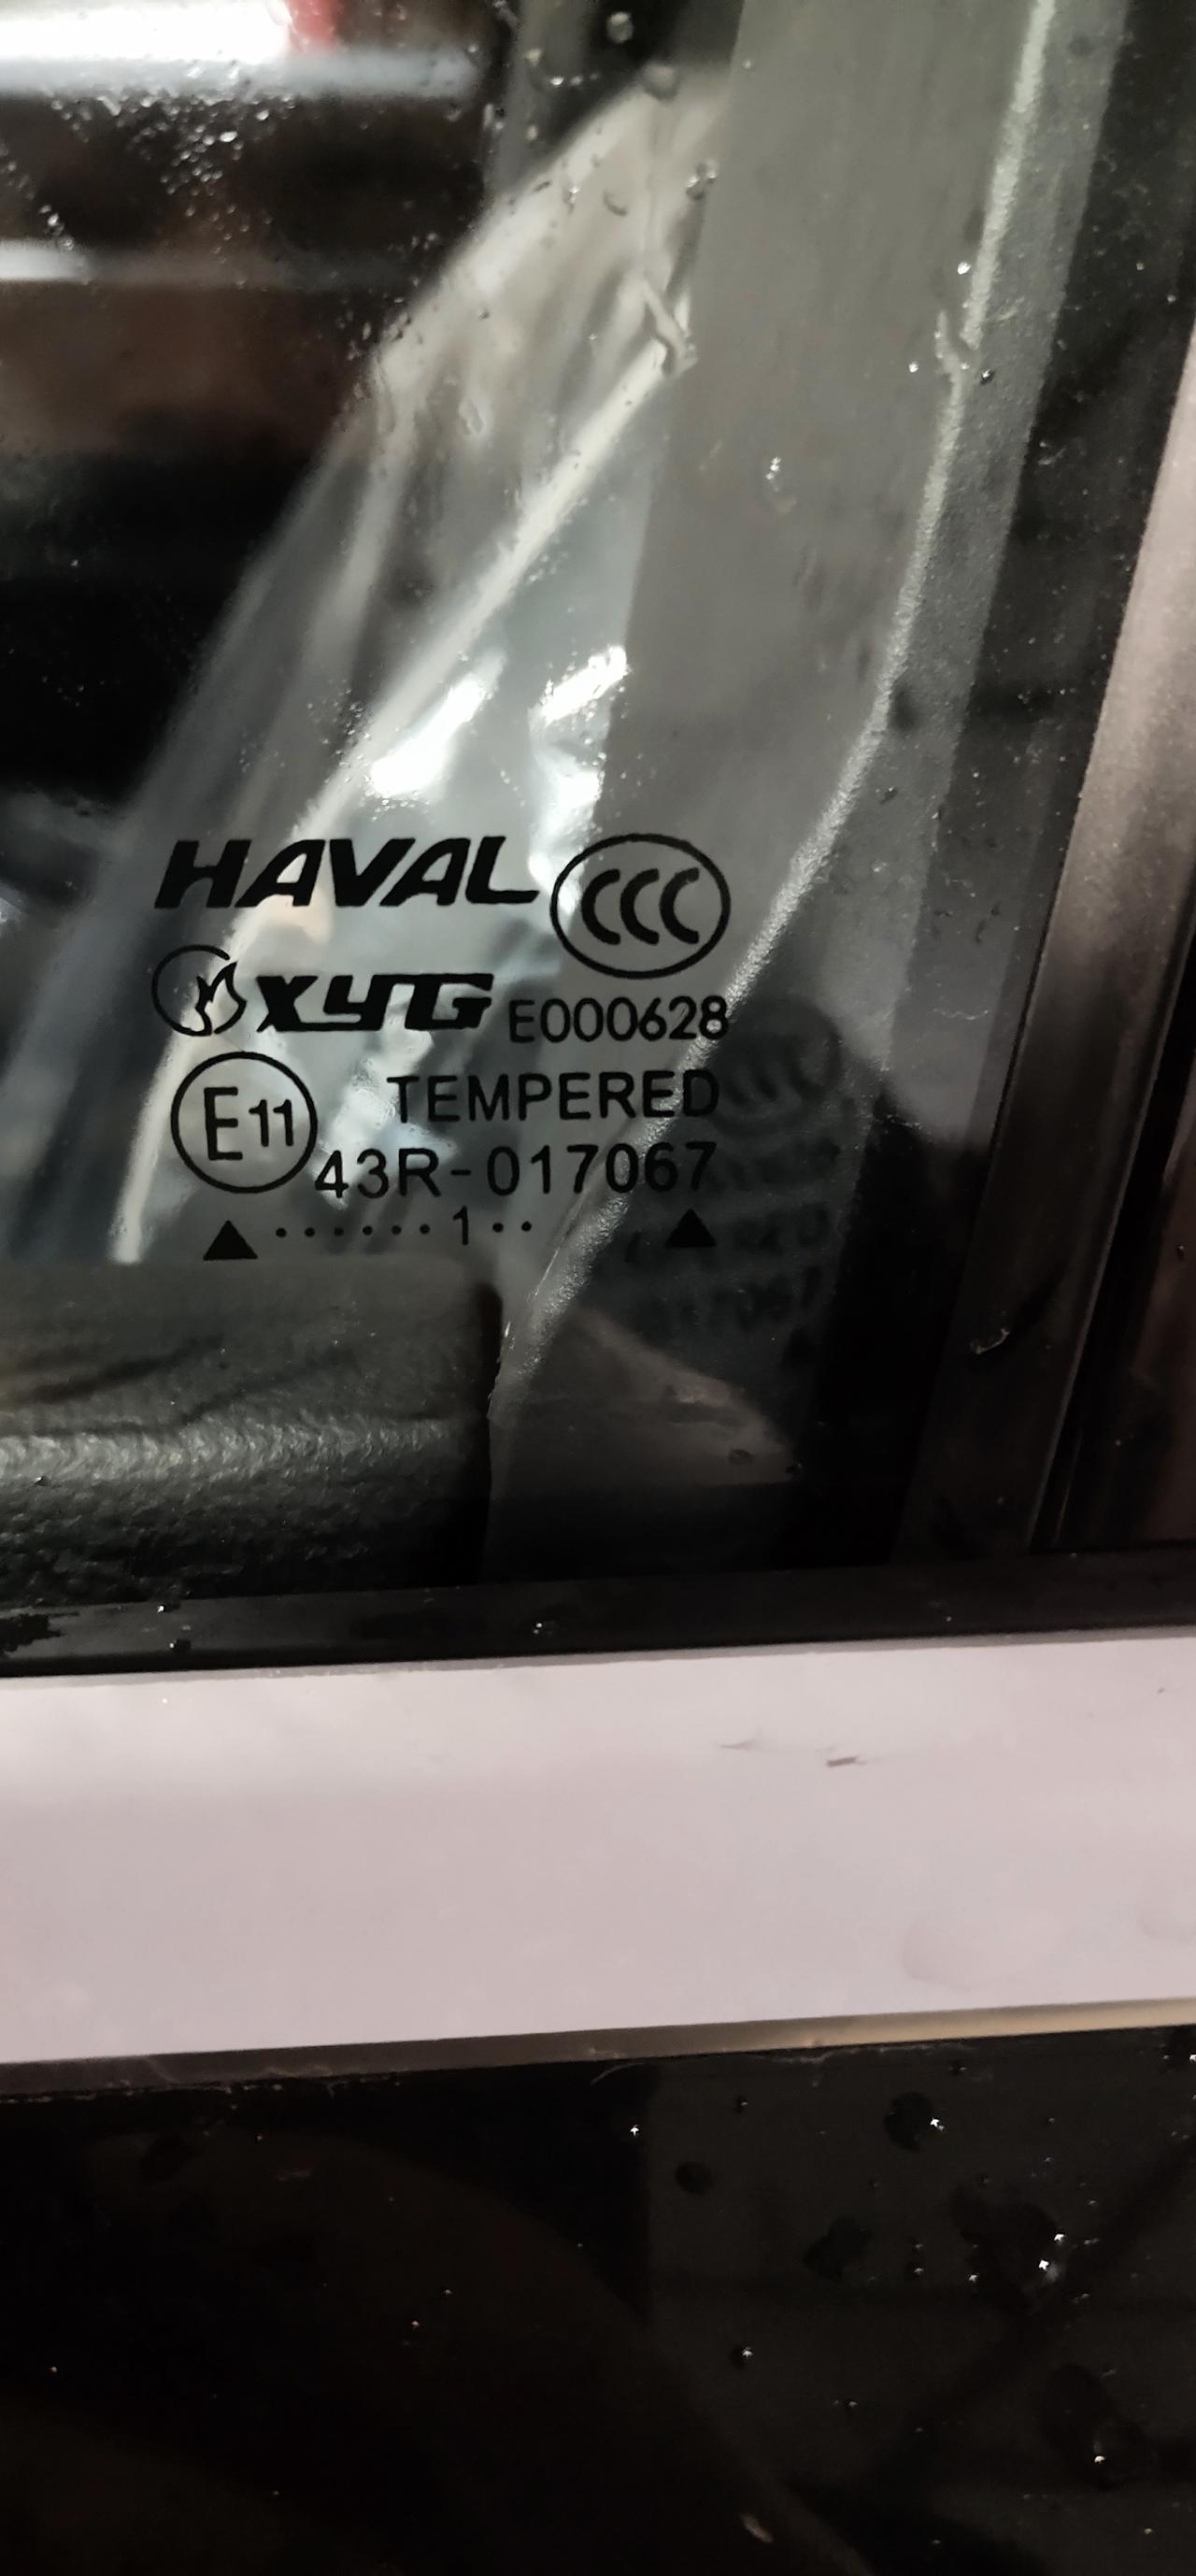 HAVAL CCC
XYG E000628
E11 TEMPERED
43R-017067
▲ ······1·· ▲